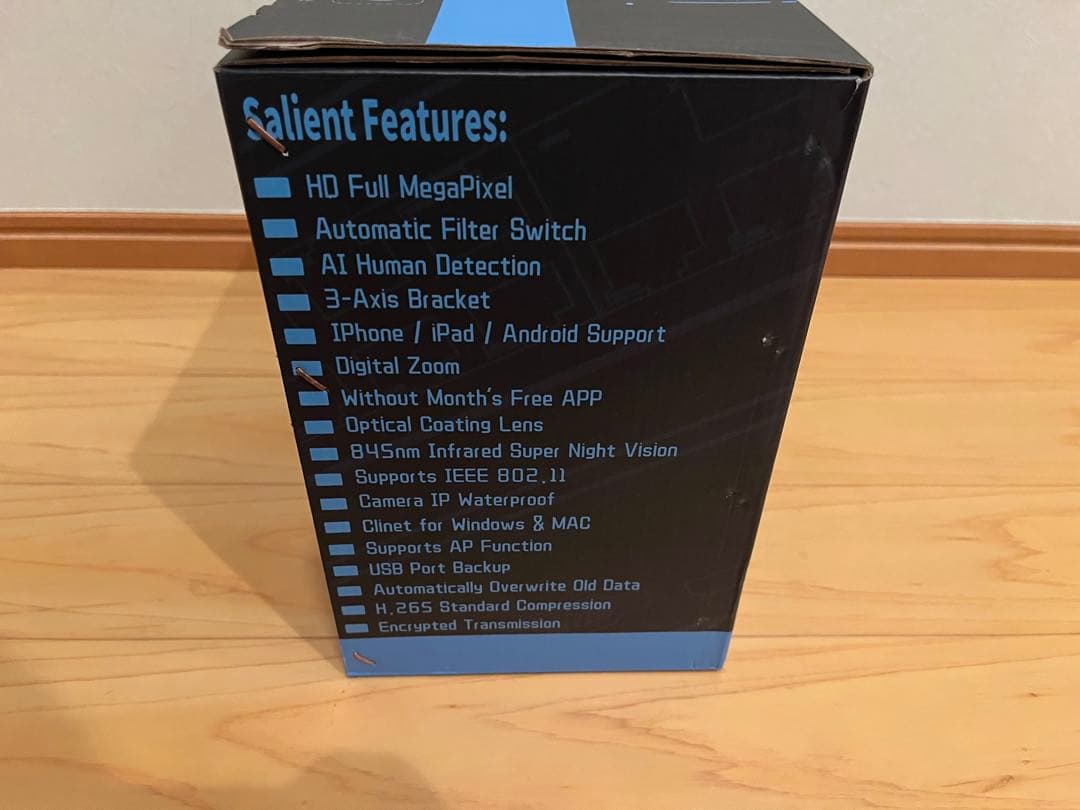 Salient Features:
HD Full MegaPixel
Automatic Filter Switch
AI Human Detection
3-Axis Bracket
IPhone / iPad / Android Support
Digital Zoom
Without Month's Free APP
Optical Coating Lens
845nm Infrared Super Night Vision
Supports IEEE 802.11
Camera IP Waterproof
Clinet for Windows & MAC
Supports AP Function
USB Port Backup
Automatically Overwrite Old Data
H.265 Standard Compression
Encrypted Transmission